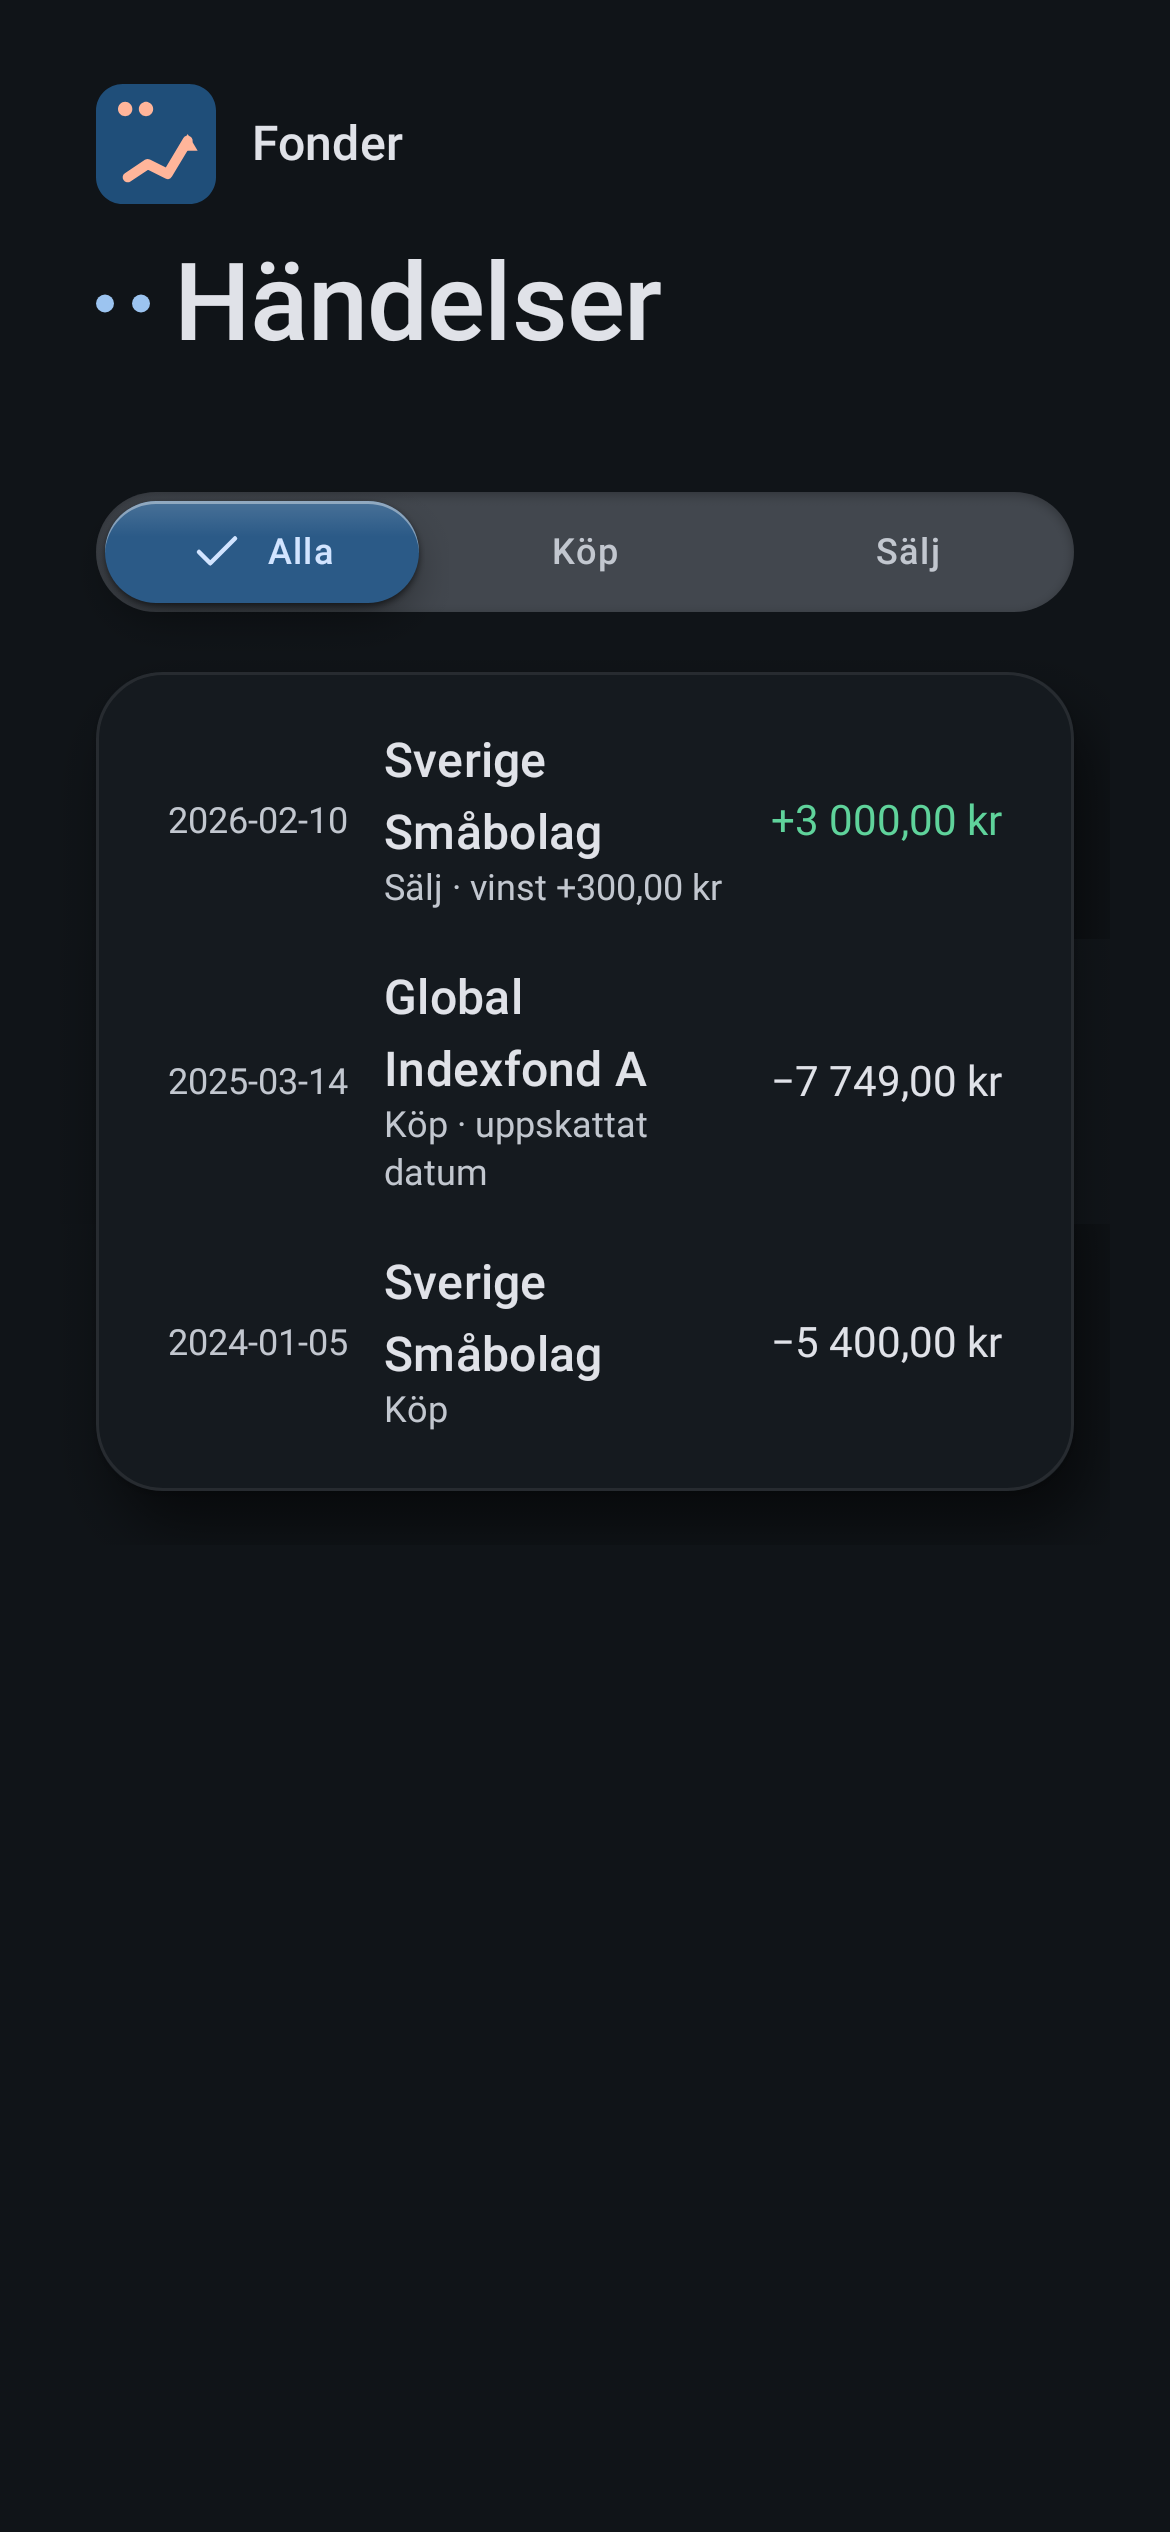 Fonder
Händelser
Alla
Köp
Sälj
2026-02-10
Sverige
Småbolag
Sälj · vinst +300,00 kr
+3 000,00 kr
2025-03-14
Global
Indexfond A
Köp · uppskattat
datum
−7 749,00 kr
2024-01-05
Sverige
Småbolag
Köp
−5 400,00 kr